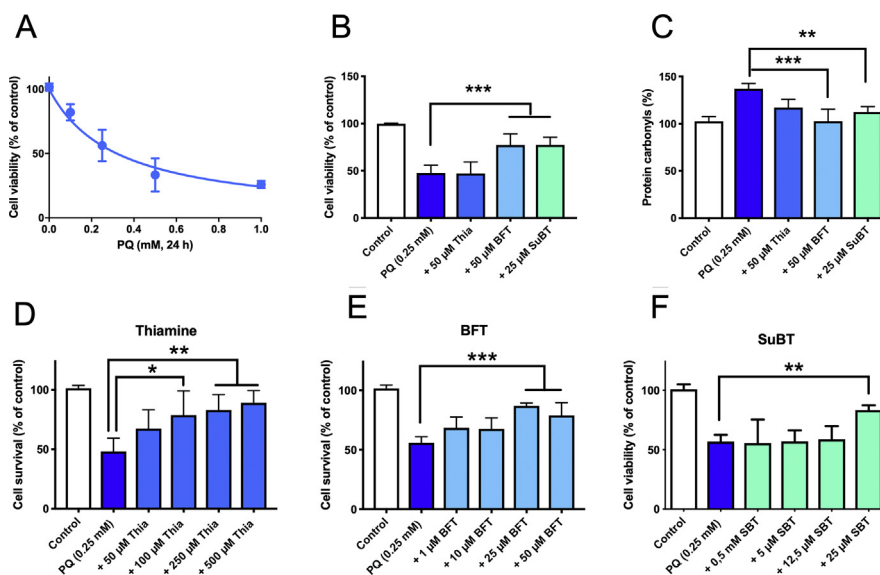 A
Cell viability (% of control)
100
50
0
0.0 0.2 0.4 0.6 0.8 1.0
PQ (mM, 24 h)
B
Cell viability (% of control)
150
100
50
0
***
Control
PQ (0.25 mM)
+ 50 µM Thia
+ 50 µM BFT
+ 25 µM SuBT
C
Protein carbonyls (%)
150
100
50
0
**
***
Control
PQ (0.25 mM)
+ 50 µM Thia
+ 50 µM BFT
+ 25 µM SuBT
D
Thiamine
Cell survival (% of control)
100
50
0
**
*
Control
PQ (0.25 mM)
+ 50 µM Thia
+ 100 µM Thia
+ 250 µM Thia
+ 500 µM Thia
E
BFT
Cell survival (% of control)
100
50
0
***
Control
PQ (0.25 mM)
+ 1 µM BFT
+ 10 µM BFT
+ 25 µM BFT
+ 50 µM BFT
F
SuBT
Cell viability (% of control)
100
50
0
**
Control
PQ (0.25 mM)
+ 0,5 mM SBT
+ 5 µM SBT
+ 12,5 µM SBT
+ 25 µM SBT